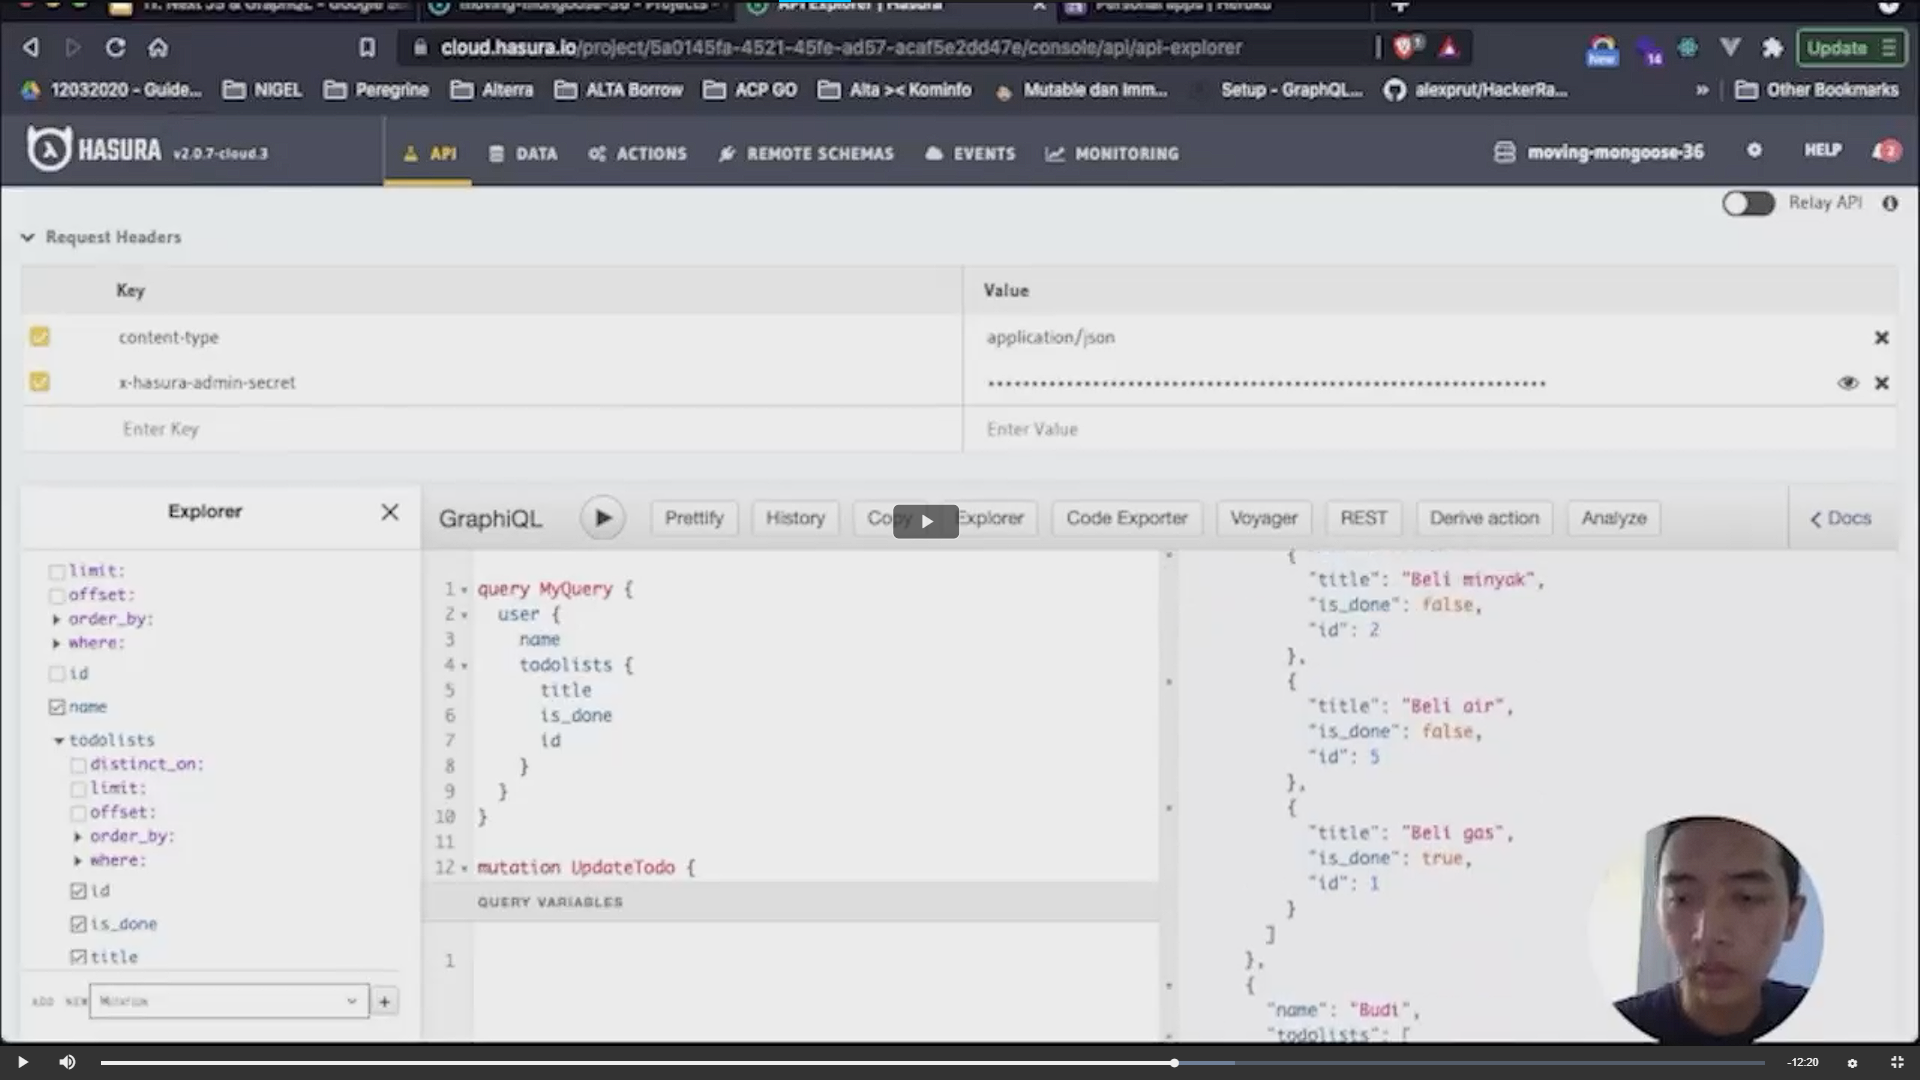 moving-mongoose-36 - Projects
API Explorer | Hasura
Personal apps | Heroku
cloud.hasura.io/project/5a0145fa-4521-45fe-ad57-acaf5e2dd47e/console/api/api-explorer
New
14
Update
12032020 - Guide...
NIGEL
Peregrine
Alterra
ALTA Borrow
ACP GO
Alta >< Kominfo
Mutable dan Imm...
Setup - GraphQL...
alexprut/HackerRa...
»
Other Bookmarks
HASURA v2.0.7-cloud.3
API
DATA
ACTIONS
REMOTE SCHEMAS
EVENTS
MONITORING
moving-mongoose-36
HELP
2
Relay API
Request Headers
Key
Value
content-type
application/json
x-hasura-admin-secret
Enter Key
Enter Value
Explorer
GraphiQL
Prettify
History
Copy
Explorer
Code Exporter
Voyager
REST
Derive action
Analyze
Docs
limit:
offset:
order_by:
where:
id
name
todolists
distinct_on:
limit:
offset:
order_by:
where:
id
is_done
title
ADD NEW
Mutation
+
1 query MyQuery {
2 user {
3 name
4 todolists {
5 title
6 is_done
7 id
8 }
9 }
10 }
11
12 mutation UpdateTodo {
QUERY VARIABLES
1
{
"title": "Beli minyak",
"is_done": false,
"id": 2
},
{
"title": "Beli air",
"is_done": false,
"id": 5
},
{
"title": "Beli gas",
"is_done": true,
"id": 1
}
]
},
{
"name": "Budi",
"todolists": [
-12:20